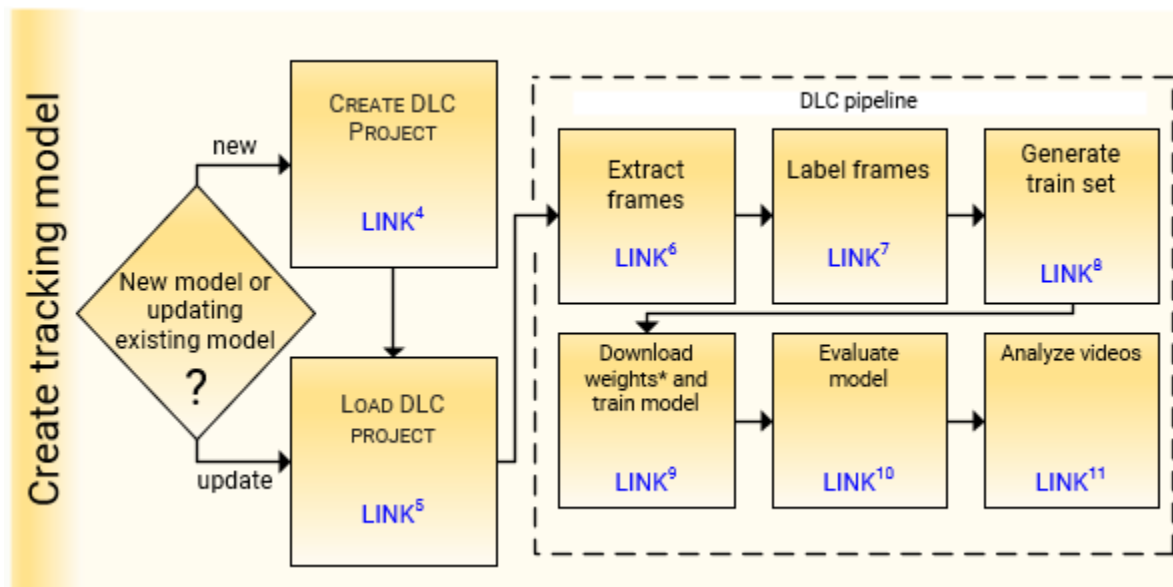 Create tracking model
New model or
updating
existing model
?
new
update
CREATE DLC
PROJECT
LINK⁴
LOAD DLC
PROJECT
LINK⁵
DLC pipeline
Extract
frames
LINK⁶
Label frames
LINK⁷
Generate
train set
LINK⁸
Download
weights* and
train model
LINK⁹
Evaluate
model
LINK¹⁰
Analyze videos
LINK¹¹